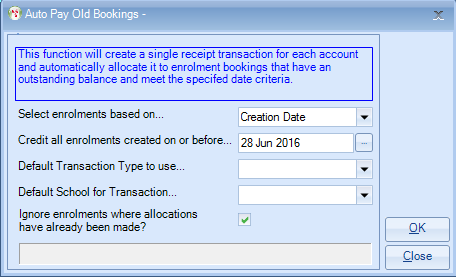 Auto Pay Old Bookings -
This function will create a single receipt transaction for each account
and automatically allocate it to enrolment bookings that have an
outstanding balance and meet the specifed date criteria.
Select enrolments based on... Creation Date
Credit all enrolments created on or before... 28 Jun 2016 ...
Default Transaction Type to use...
Default School for Transaction...
Ignore enrolments where allocations
have already been made?
OK
Close